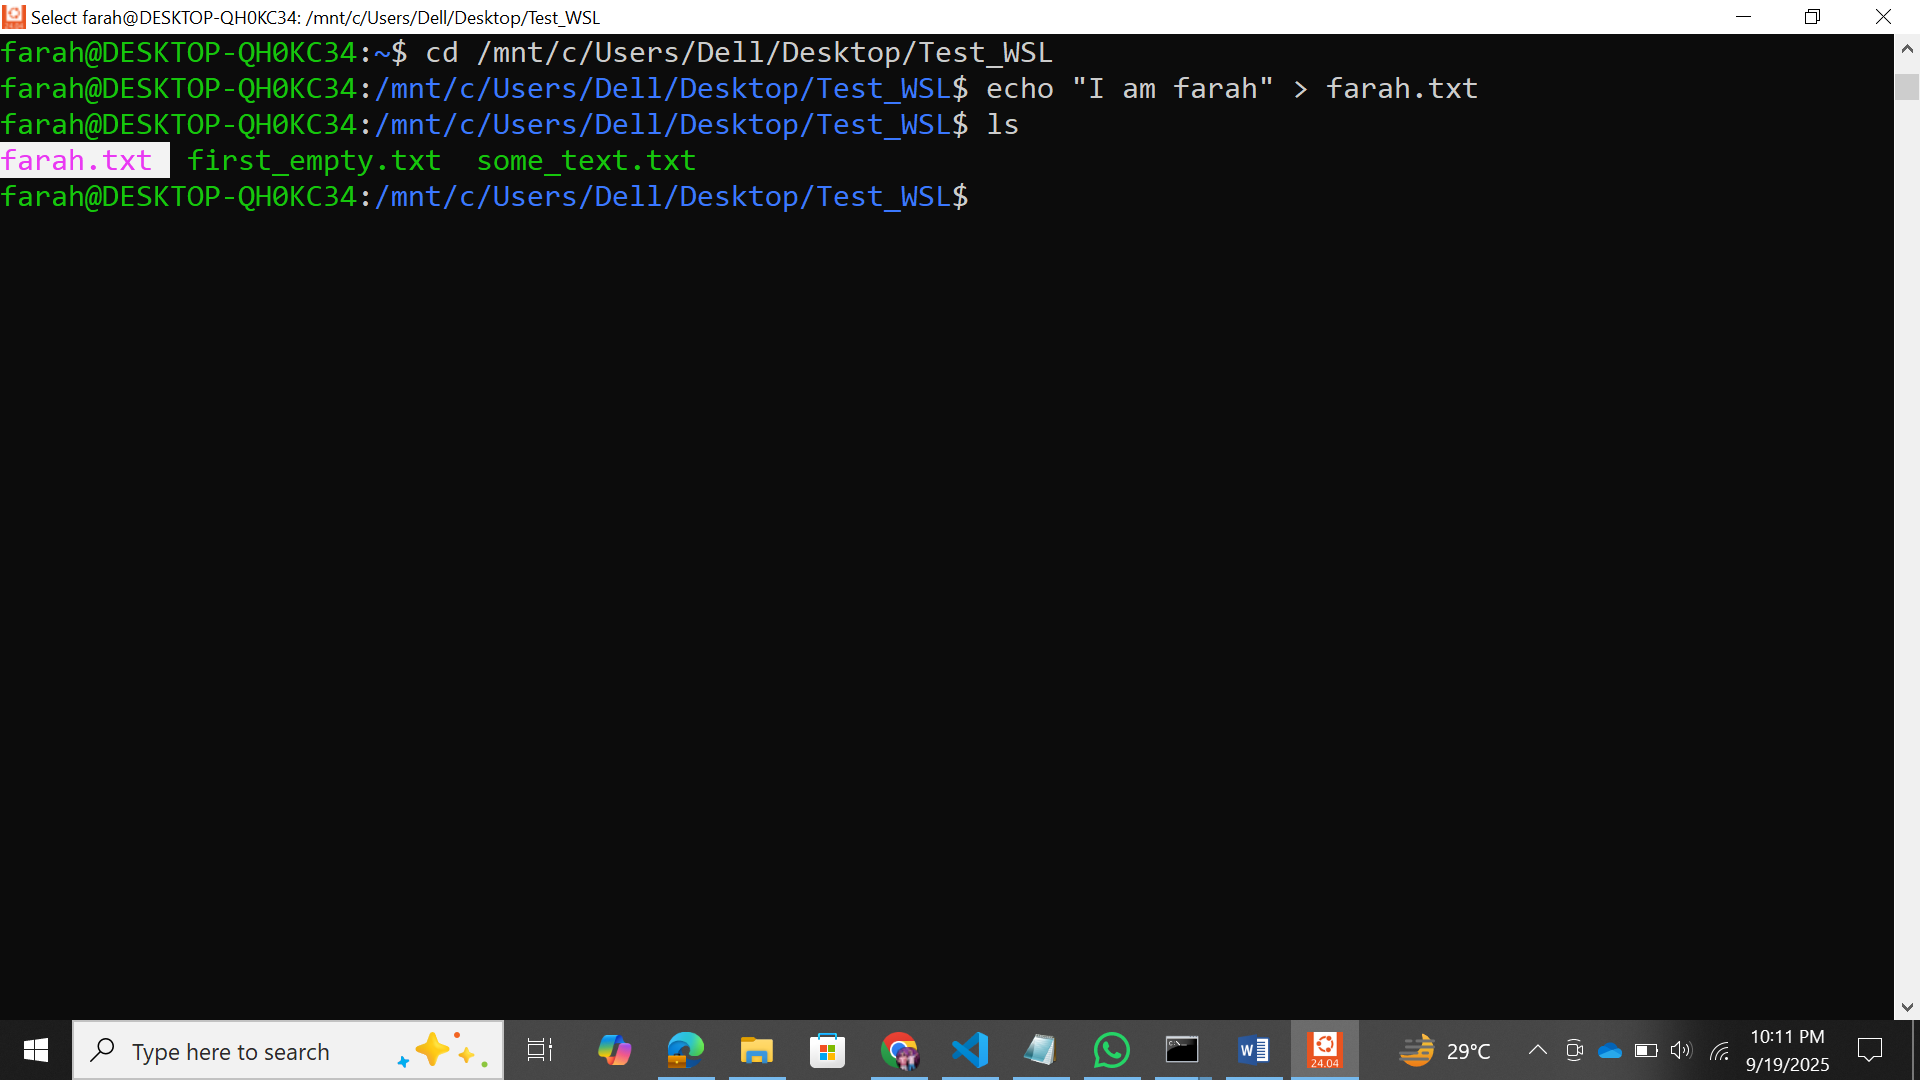 Select farah@DESKTOP-QH0KC34: /mnt/c/Users/Dell/Desktop/Test_WSL
farah@DESKTOP-QH0KC34:~$ cd /mnt/c/Users/Dell/Desktop/Test_WSL
farah@DESKTOP-QH0KC34:/mnt/c/Users/Dell/Desktop/Test_WSL$ echo "I am farah" > farah.txt
farah@DESKTOP-QH0KC34:/mnt/c/Users/Dell/Desktop/Test_WSL$ ls
farah.txt  first_empty.txt  some_text.txt
farah@DESKTOP-QH0KC34:/mnt/c/Users/Dell/Desktop/Test_WSL$
Type here to search
24.04
29°C
10:11 PM
9/19/2025